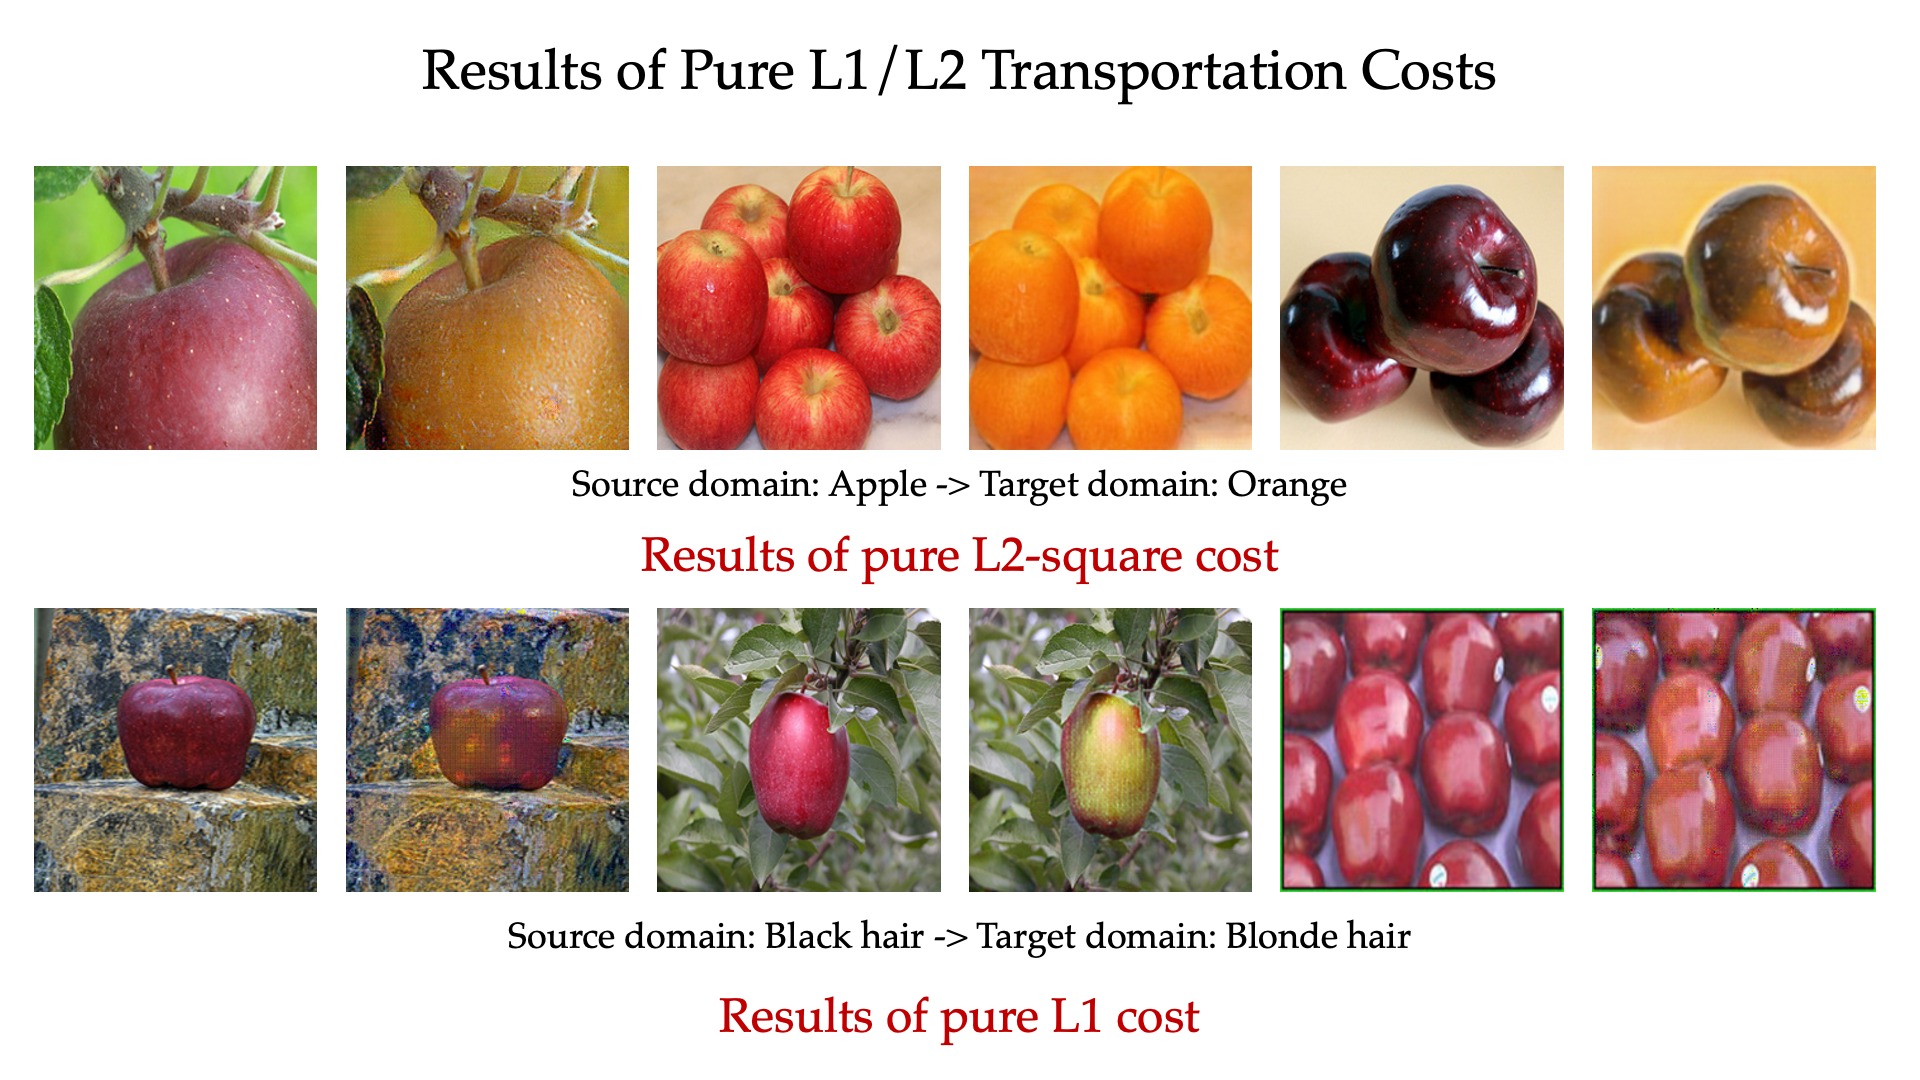 Results of Pure L1/L2 Transportation Costs
Source domain: Apple -> Target domain: Orange
Results of pure L2-square cost
Source domain: Black hair -> Target domain: Blonde hair
Results of pure L1 cost